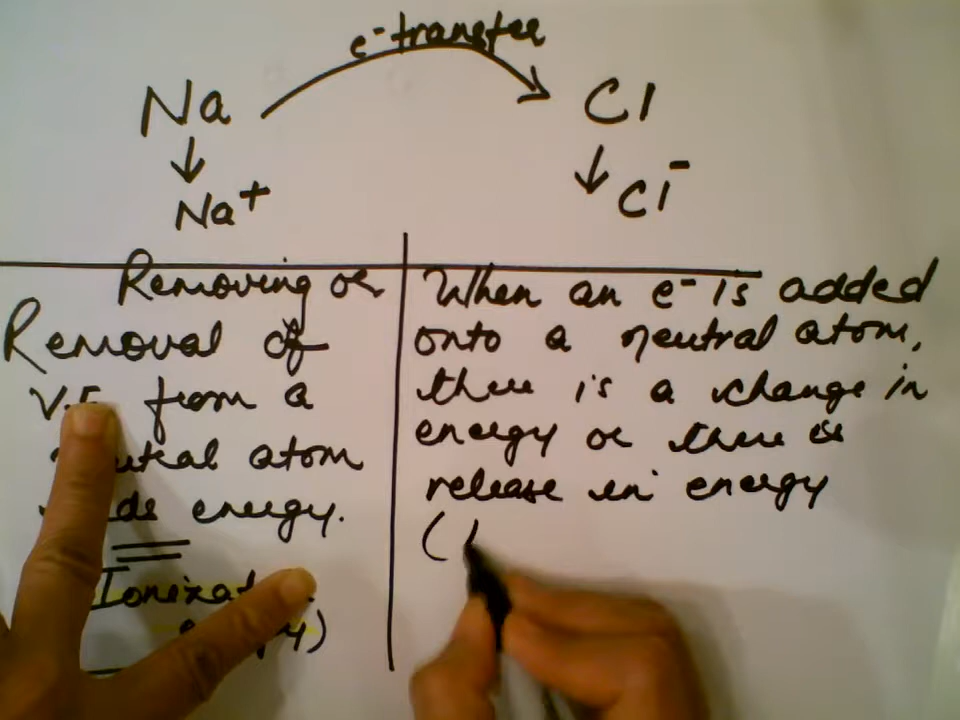 e⁻ transfer
Na Cl
Na⁺ Cl⁻
Removing or
Removal of
V.E from a
atom
energy.
When an e⁻ is added
onto a neutral atom,
there is a change in
energy or there is
release in energy
(